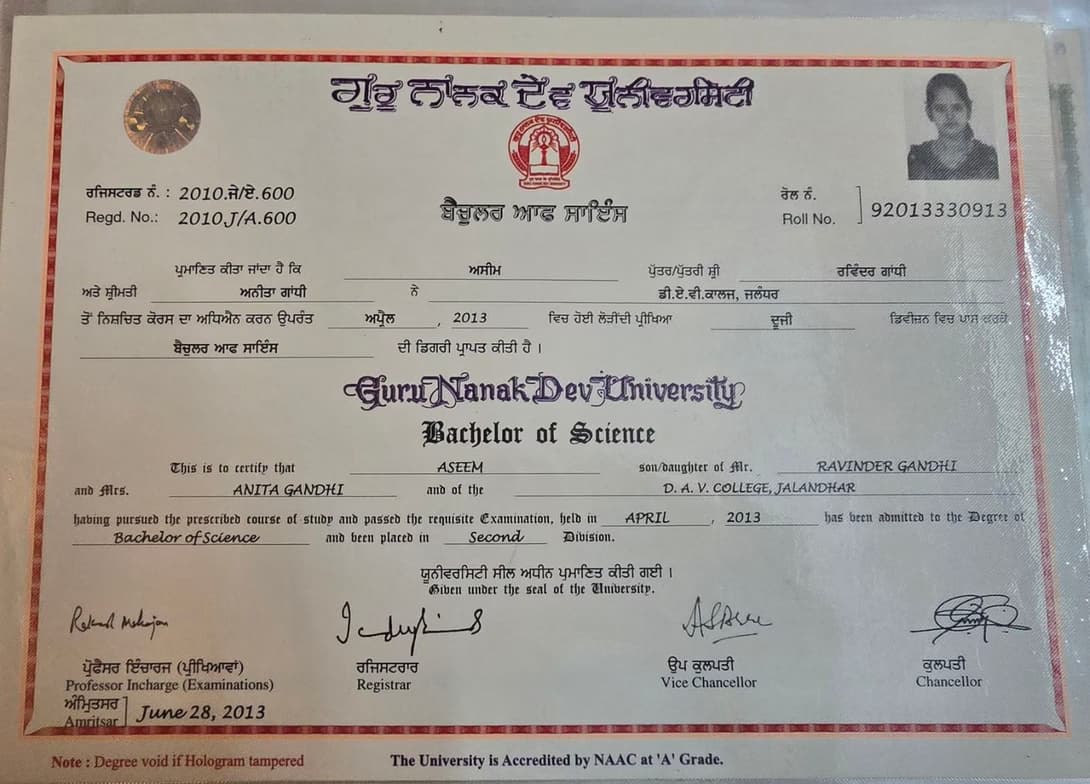 ਗੁਰੂ ਨਾਨਕ ਦੇਵ ਯੂਨੀਵਰਸਿਟੀ
ਰਜਿਸਟਰਡ ਨੰ. : 2010.ਜੇ/ਏ.600
Regd. No.: 2010.J/A.600
ਰੋਲ ਨੰ.
Roll No. 92013330913
ਬੈਚੁਲਰ ਆਫ ਸਾਇੰਸ
ਪ੍ਰਮਾਣਿਤ ਕੀਤਾ ਜਾਂਦਾ ਹੈ ਕਿ ਅਸੀਮ ਪੁੱਤਰ/ਪੁੱਤਰੀ ਸ਼੍ਰੀ ਰਵਿੰਦਰ ਗਾਂਧੀ
ਅਤੇ ਸ਼੍ਰੀਮਤੀ ਅਨੀਤਾ ਗਾਂਧੀ ਨੇ ਡੀ.ਏ.ਵੀ.ਕਾਲਜ, ਜਲੰਧਰ
ਤੋਂ ਨਿਸ਼ਚਿਤ ਕੋਰਸ ਦਾ ਅਧਿਐਨ ਕਰਨ ਉਪਰੰਤ ਅਪ੍ਰੈਲ , 2013 ਵਿਚ ਹੋਈ ਲੋੜੀਂਦੀ ਪ੍ਰੀਖਿਆ ਦੂਜੀ ਡਿਵੀਜ਼ਨ ਵਿਚ ਪਾਸ ਕਰਕੇ
ਬੈਚੁਲਰ ਆਫ ਸਾਇੰਸ ਦੀ ਡਿਗਰੀ ਪ੍ਰਾਪਤ ਕੀਤੀ ਹੈ ।
Guru Nanak Dev University
Bachelor of Science
This is to certify that ASEEM son/daughter of Mr. RAVINDER GANDHI
and Mrs. ANITA GANDHI and of the D. A. V. COLLEGE, JALANDHAR
having pursued the prescribed course of study and passed the requisite Examination, held in APRIL , 2013 has been admitted to the Degree of
Bachelor of Science and been placed in Second Division.
ਯੂਨੀਵਰਸਿਟੀ ਸੀਲ ਅਧੀਨ ਪ੍ਰਮਾਣਿਤ ਕੀਤੀ ਗਈ ।
Given under the seal of the University.
ਪ੍ਰੋਫੈਸਰ ਇੰਚਾਰਜ (ਪ੍ਰੀਖਿਆਵਾਂ) ਰਜਿਸਟਰਾਰ ਉਪ ਕੁਲਪਤੀ ਕੁਲਪਤੀ
Professor Incharge (Examinations) Registrar Vice Chancellor Chancellor
ਅੰਮ੍ਰਿਤਸਰ
Amritsar June 28, 2013
Note : Degree void if Hologram tampered The University is Accredited by NAAC at 'A' Grade.